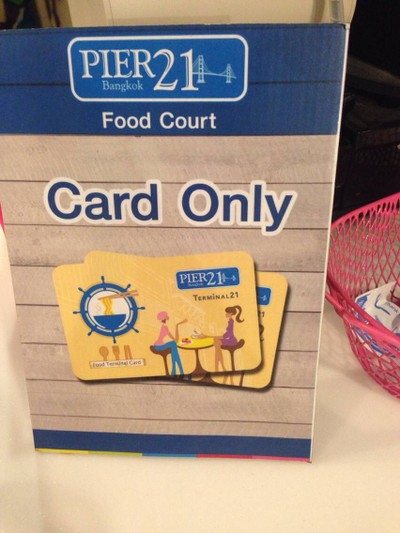 PIER21
Bangkok
Food Court
Card Only
PIER21
Bangkok
TERMINAL21
Food Terminal Card